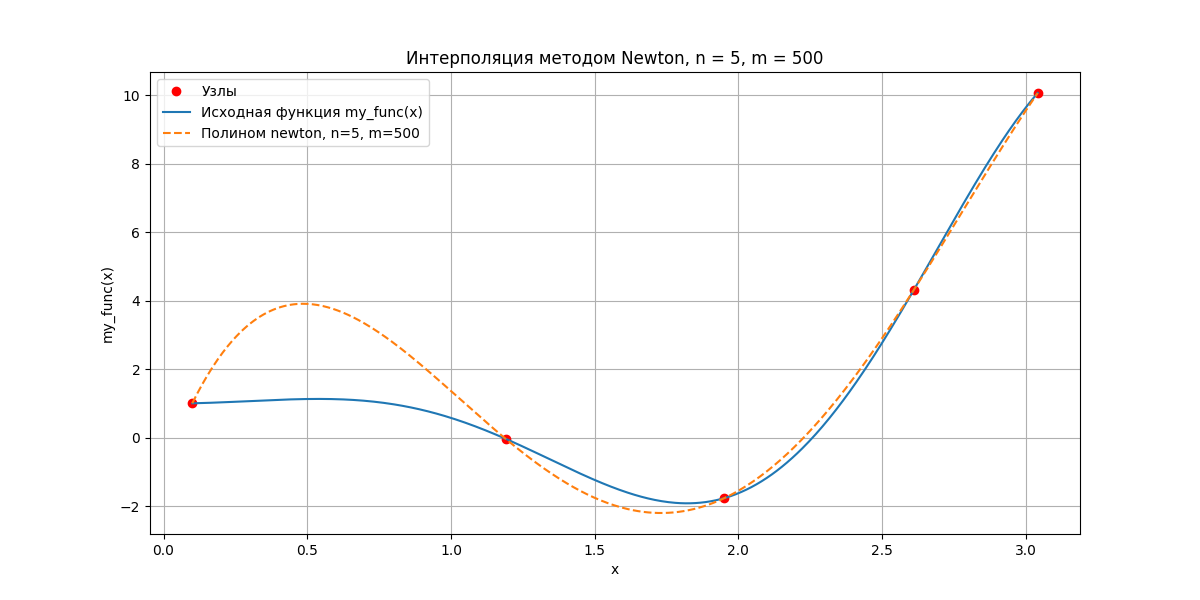 Интерполяция методом Newton, n = 5, m = 500
Узлы
Исходная функция my_func(x)
Полином newton, n=5, m=500
my_func(x)
10
8
6
4
2
0
−2
0.0 0.5 1.0 1.5 2.0 2.5 3.0
x